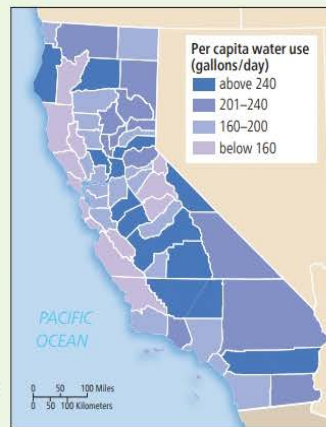 Per capita water use
(gallons/day)
above 240
201–240
160–200
below 160
PACIFIC
OCEAN
0 50 100 Miles
0 50 100 Kilometers